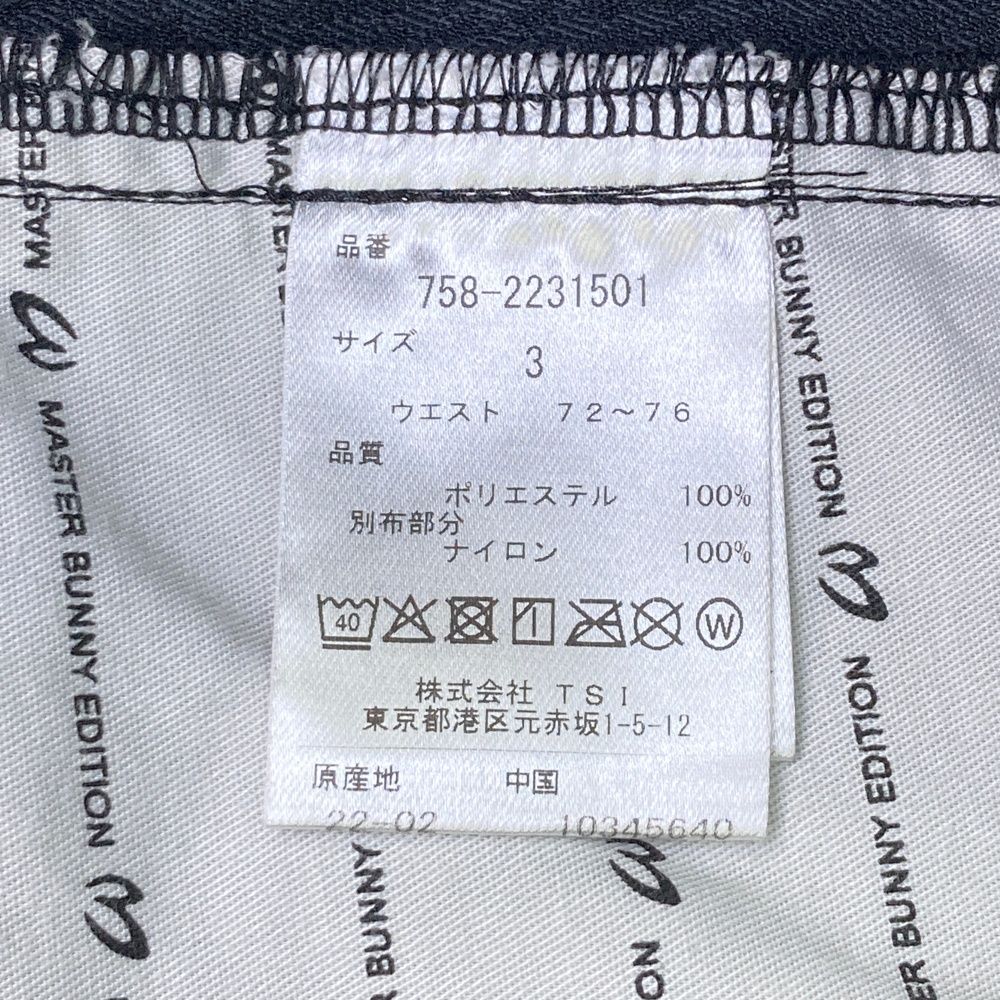 品番
758-2231501
サイズ
3
ウエスト 72～76
品質
ポリエステル 100%
別布部分
ナイロン 100%
40
W
株式会社 TSI
東京都港区元赤坂1-5-12
原産地 中国
22-02 10345640
MASTER BUNNY EDITION
MASTER BUNNY EDITION
BUNNY
EDITION
BUNNY EDITION